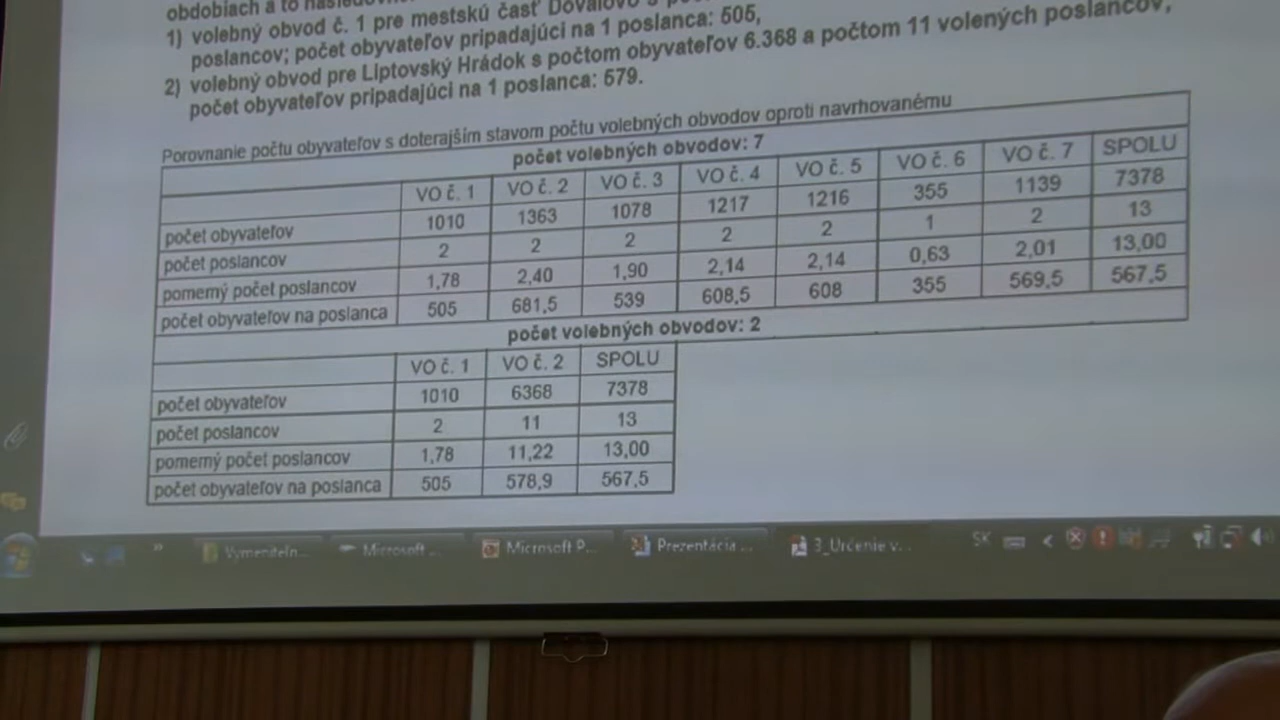 obdobiach a to
1) volebný obvod č. 1 pre mestskú časť Dovalovo s
poslancov; počet obyvateľov pripadajúci na 1 poslanca: 505,
2) volebný obvod pre Liptovský Hrádok s počtom obyvateľov 6.368 a počtom 11 volených poslancov,
počet obyvateľov pripadajúci na 1 poslanca: 579.
Porovnanie počtu obyvateľov s doterajším stavom počtu volebných obvodov oproti navrhovanému
počet volebných obvodov: 7
VO č. 1 VO č. 2 VO č. 3 VO č. 4 VO č. 5 VO č. 6 VO č. 7 SPOLU
počet obyvateľov 1010 1363 1078 1217 1216 355 1139 7378
počet poslancov 2 2 2 2 2 1 2 13
pomerný počet poslancov 1,78 2,40 1,90 2,14 2,14 0,63 2,01 13,00
počet obyvateľov na poslanca 505 681,5 539 608,5 608 355 569,5 567,5
počet volebných obvodov: 2
VO č. 1 VO č. 2 SPOLU
počet obyvateľov 1010 6368 7378
počet poslancov 2 11 13
pomerný počet poslancov 1,78 11,22 13,00
počet obyvateľov na poslanca 505 578,9 567,5
» Vymeniteľn... Microsoft ... Microsoft P... Prezentácia ... 3_Určenie v... SK <